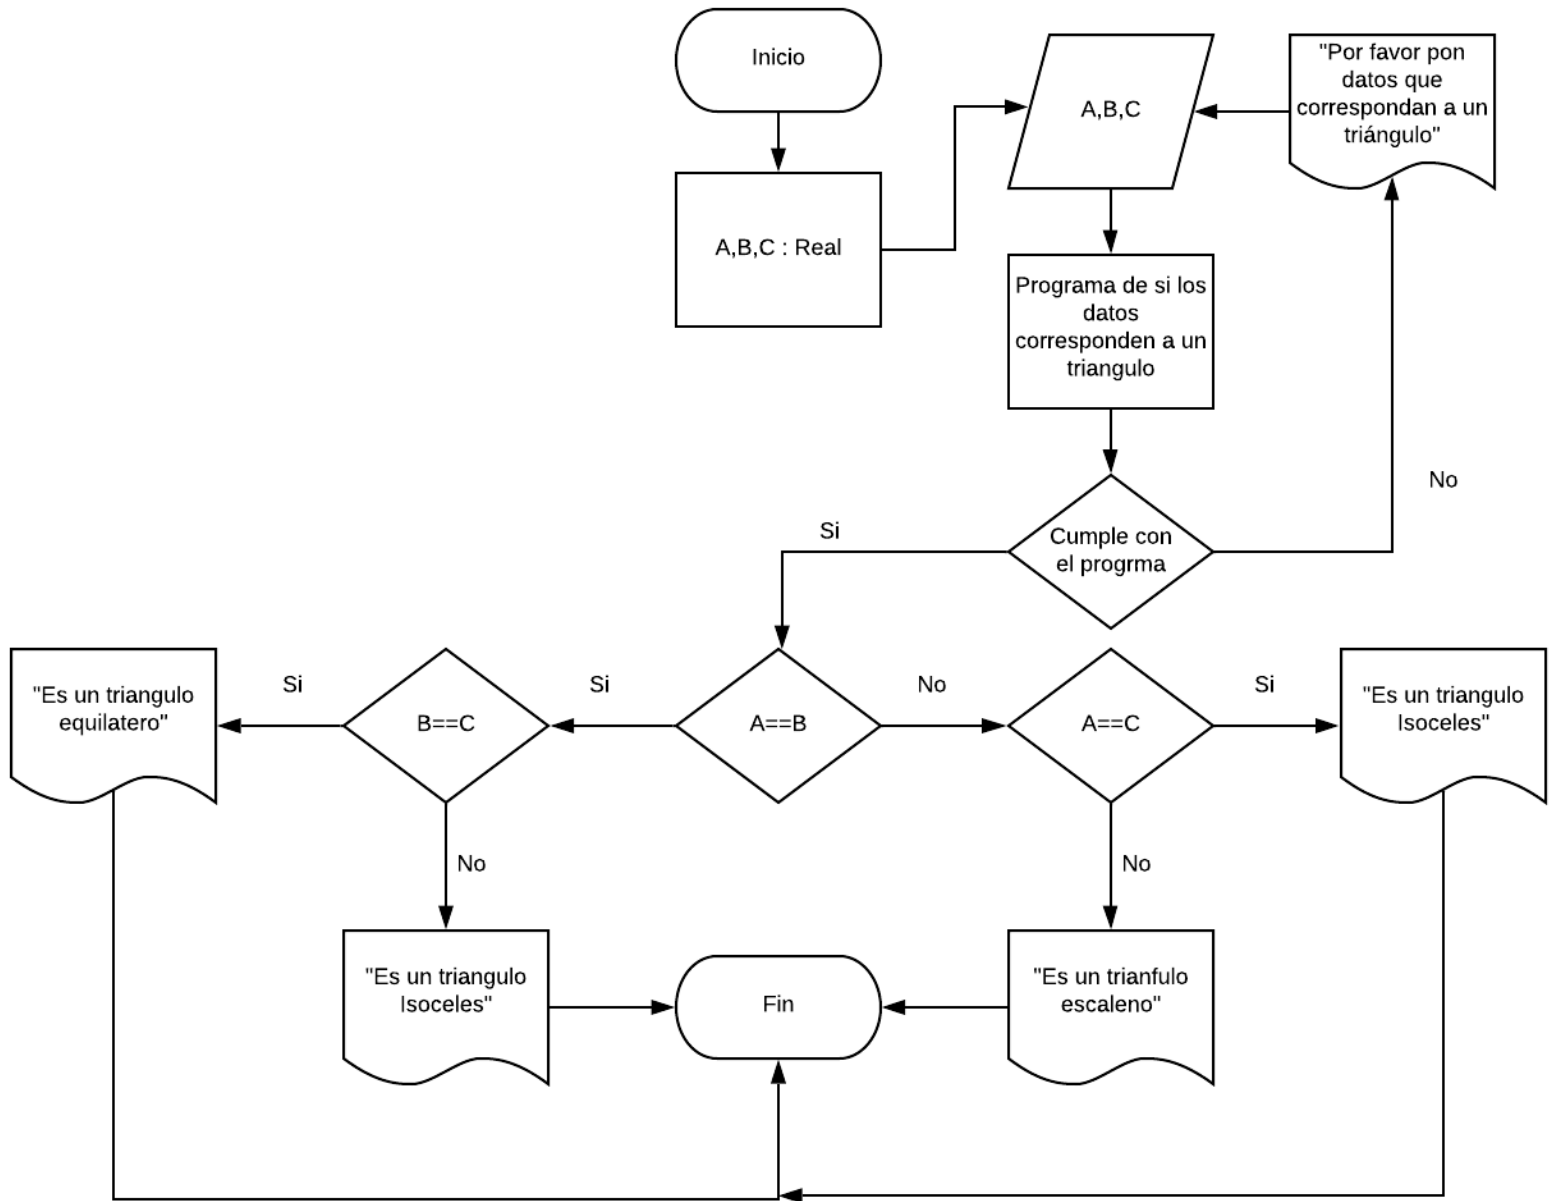 Inicio
A,B,C : Real
A,B,C
"Por favor pon
datos que
correspondan a un
triángulo"
Programa de si los
datos
corresponden a un
triangulo
Cumple con
el progrma
No
Si
A==B
Si
No
B==C
Si
No
A==C
Si
No
"Es un triangulo
equilatero"
"Es un triangulo
Isoceles"
"Es un triangulo
Isoceles"
"Es un trianfulo
escaleno"
Fin